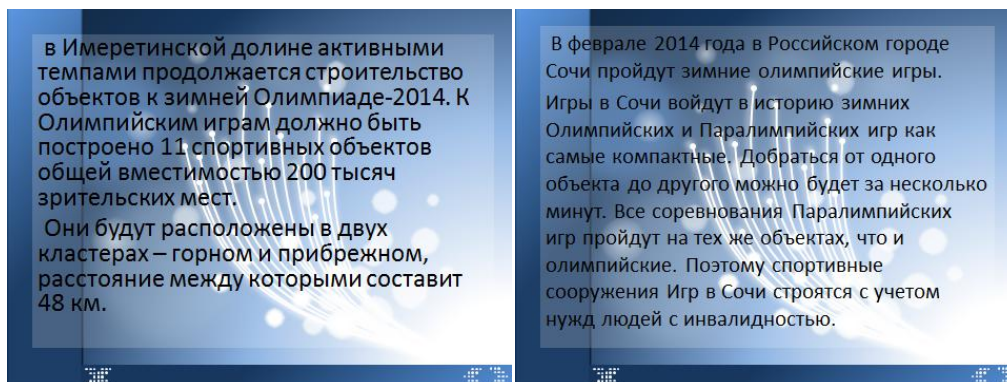 в Имеретинской долине активными
темпами продолжается строительство
объектов к зимней Олимпиаде-2014. К
Олимпийским играм должно быть
построено 11 спортивных объектов
общей вместимостью 200 тысяч
зрительских мест.
Они будут расположены в двух
кластерах – горном и прибрежном,
расстояние между которыми составит
48 км.
В феврале 2014 года в Российском городе
Сочи пройдут зимние олимпийские игры.
Игры в Сочи войдут в историю зимних
Олимпийских и Паралимпийских игр как
самые компактные. Добраться от одного
объекта до другого можно будет за несколько
минут. Все соревнования Паралимпийских
игр пройдут на тех же объектах, что и
олимпийские. Поэтому спортивные
сооружения Игр в Сочи строятся с учетом
нужд людей с инвалидностью.